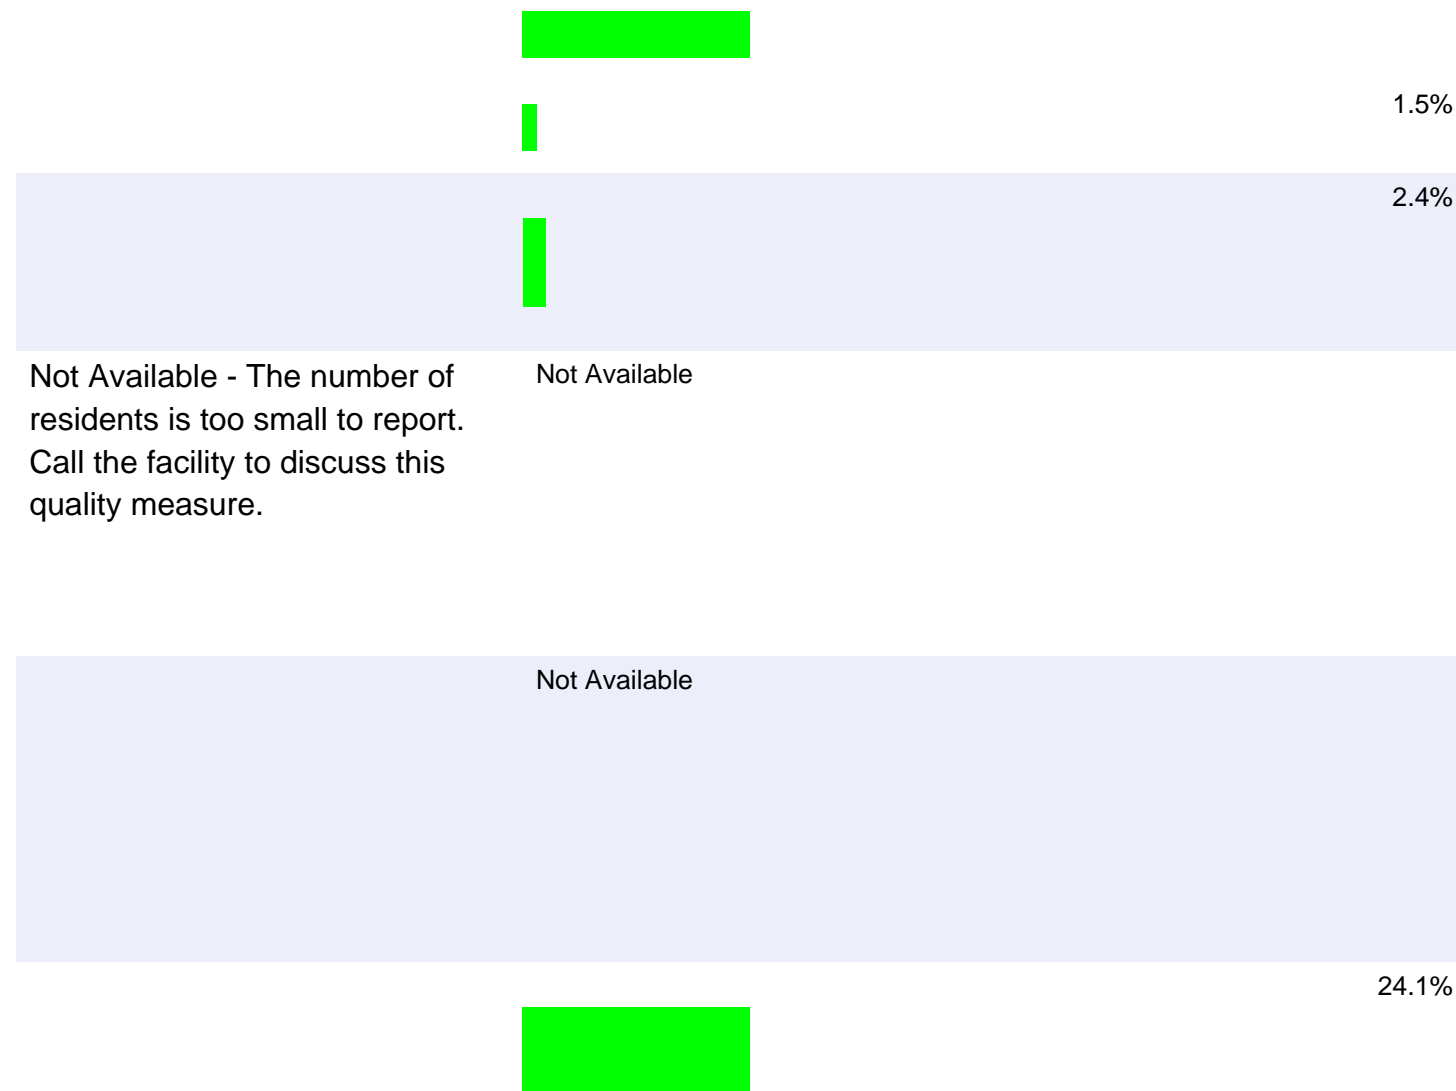 1.5%
2.4%
Not Available - The number of
residents is too small to report.
Call the facility to discuss this
quality measure.
Not Available
Not Available
24.1%